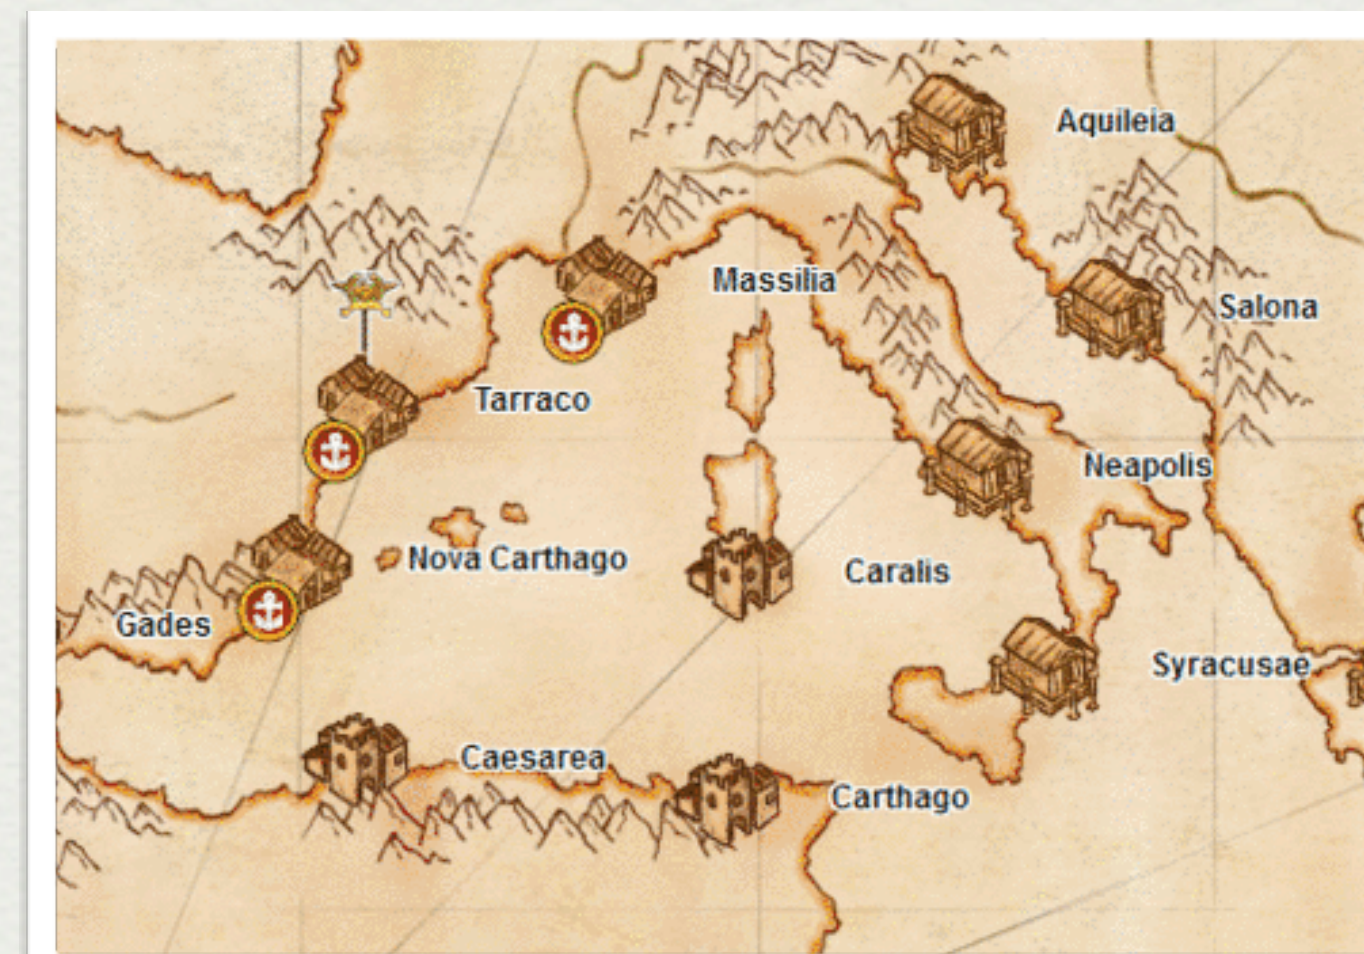 Aquileia
Massilia
Salona
Tarraco
Neapolis
Nova Carthago
Caralis
Gades
Syracusae
Caesarea
Carthago